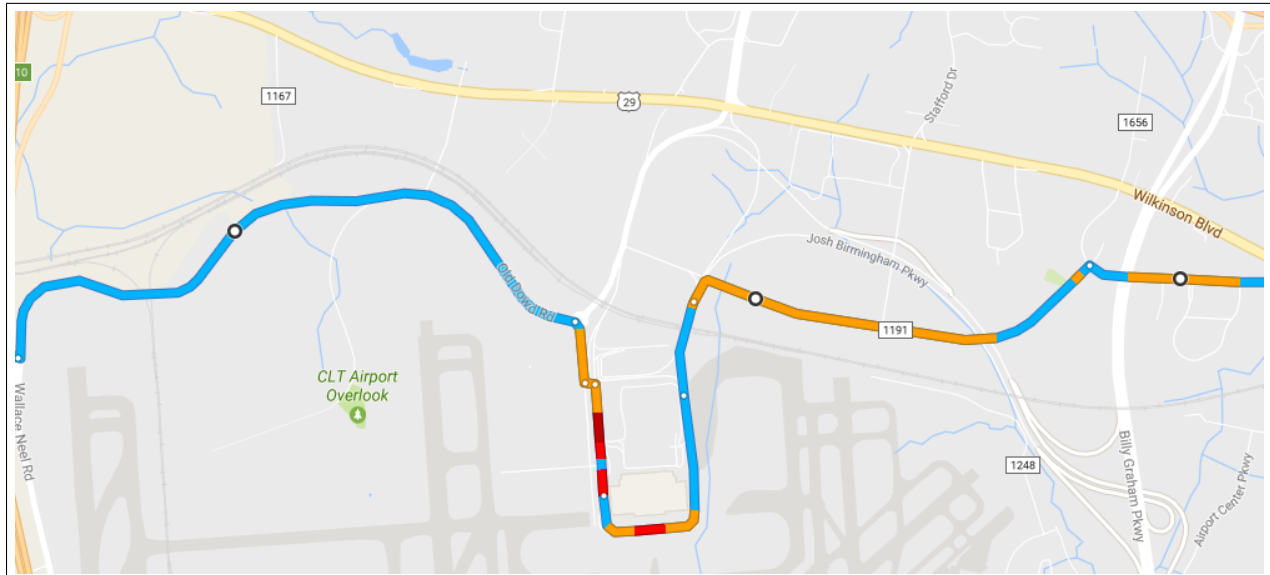 10
1167
29
Stafford Dr
1656
Wilkinson Blvd
Josh Birmingham Pkwy
Old Dowd Rd
1191
CLT Airport
Overlook
Wallace Neel Rd
Billy Graham Pkwy
1248
Airport Center Pkwy